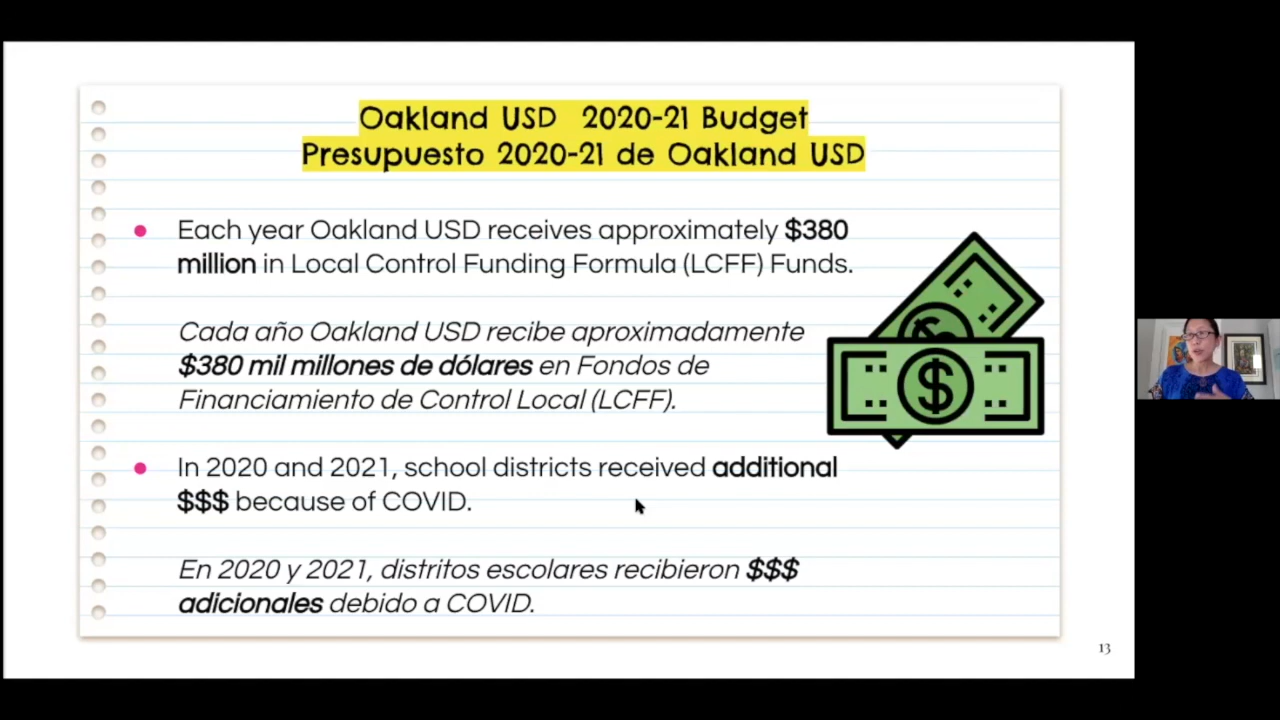 Oakland USD 2020-21 Budget
Presupuesto 2020-21 de Oakland USD
Each year Oakland USD receives approximately $380
million in Local Control Funding Formula (LCFF) Funds.
Cada año Oakland USD recibe aproximadamente
$380 mil millones de dólares en Fondos de
Financiamiento de Control Local (LCFF).
In 2020 and 2021, school districts received additional
$$$ because of COVID.
En 2020 y 2021, distritos escolares recibieron $$$
adicionales debido a COVID.
$
13